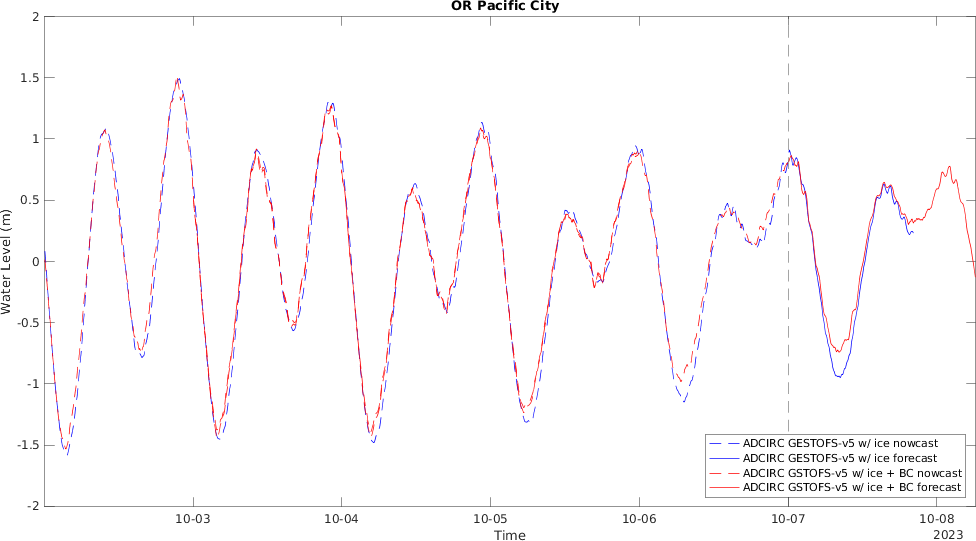 OR Pacific City
2
1.5
1
0.5
0
-0.5
-1
-1.5
-2
Water Level (m)
10-03 10-04 10-05 10-06 10-07 10-08
Time
2023
ADCIRC GESTOFS-v5 w/ ice nowcast
ADCIRC GESTOFS-v5 w/ ice forecast
ADCIRC GSTOFS-v5 w/ ice + BC nowcast
ADCIRC GSTOFS-v5 w/ ice + BC forecast